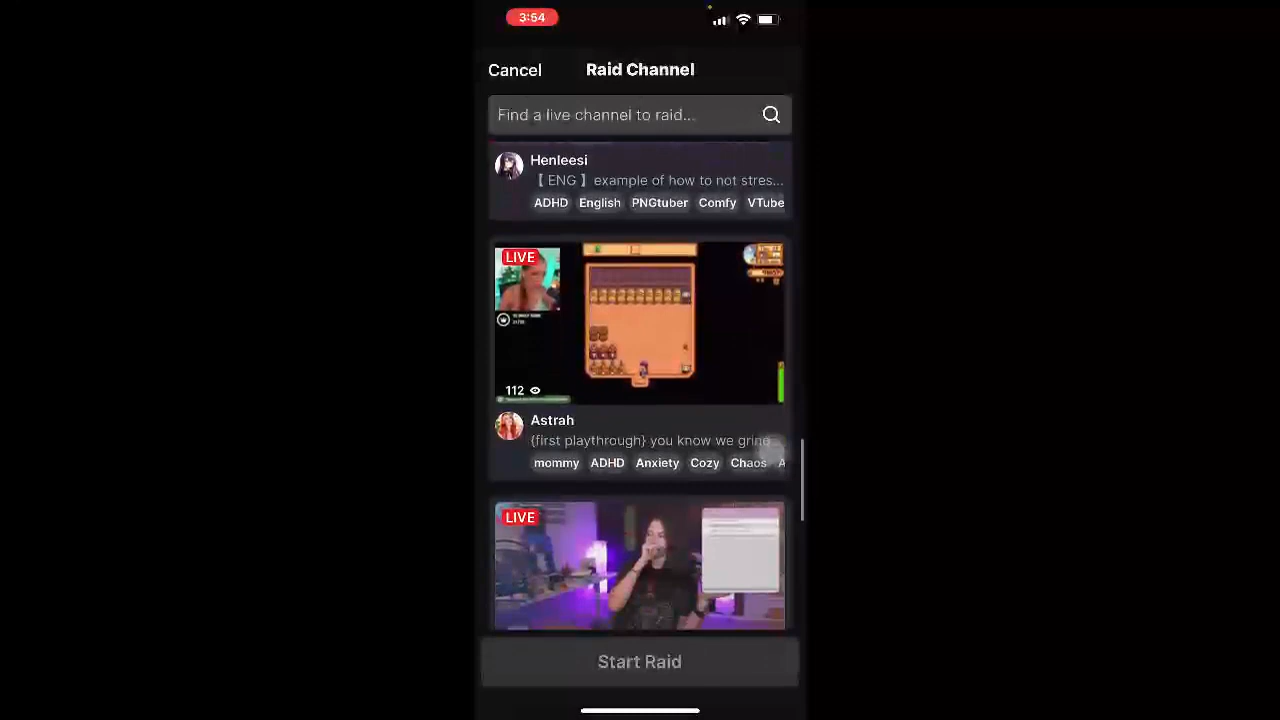 3:54
Cancel
Raid Channel
Find a live channel to raid...
Henleesi
【 ENG 】example of how to not stres...
ADHD English PNGtuber Comfy VTube
LIVE
112
Astrah
{first playthrough} you know we grind...
mommy ADHD Anxiety Cozy Chaos A
LIVE
Start Raid